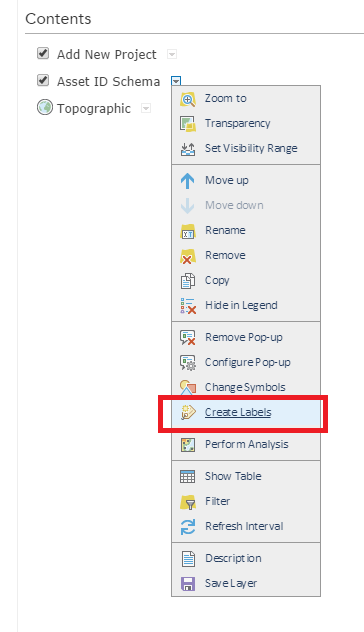 Contents
Add New Project
Asset ID Schema
Topographic
Zoom to
Transparency
Set Visibility Range
Move up
Move down
Rename
Remove
Copy
Hide in Legend
Remove Pop-up
Configure Pop-up
Change Symbols
Create Labels
Perform Analysis
Show Table
Filter
Refresh Interval
Description
Save Layer